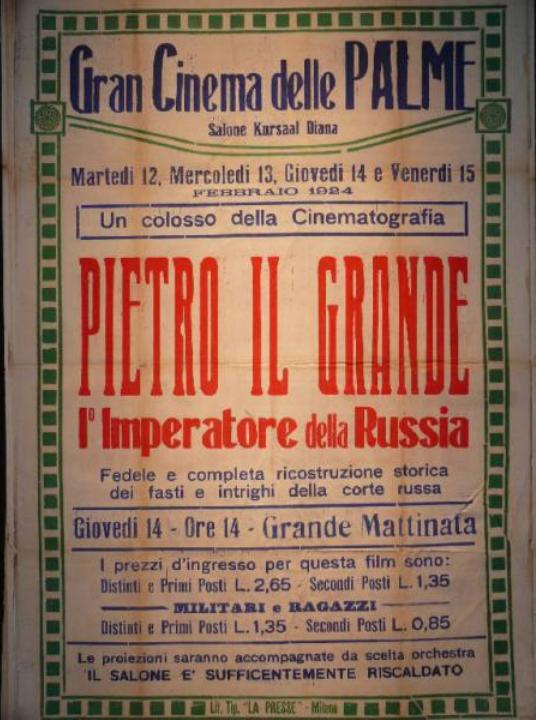 Gran Cinema delle PALME
Salone Kursaal Diana
Martedì 12, Mercoledì 13, Giovedì 14 e Venerdì 15
FEBBRAIO 1924
Un colosso della Cinematografia
PIETRO IL GRANDE
I° Imperatore della Russia
Fedele e completa ricostruzione storica
dei fasti e intrighi della corte russa
Giovedì 14 - Ore 14 - Grande Mattinata
I prezzi d'ingresso per questa film sono:
Distinti e Primi Posti L. 2,65 - Secondi Posti L. 1,35
MILITARI e RAGAZZI
Distinti e Primi Posti L. 1,35 - Secondi Posti L. 0,85
Le proiezioni saranno accompagnate da scelta orchestra
IL SALONE E' SUFFICENTEMENTE RISCALDATO
Lit. Tip. "LA PRESSE" - Milano